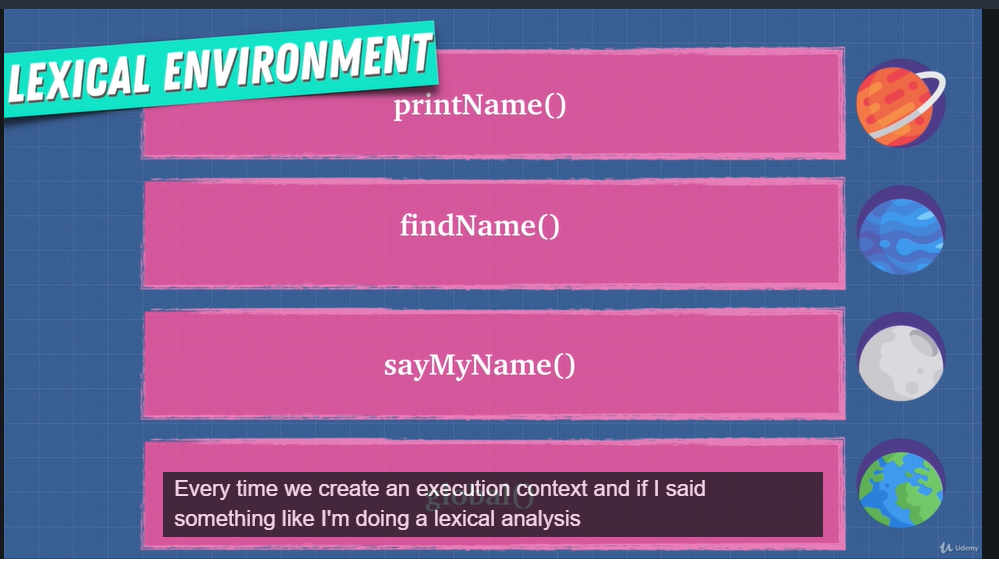 LEXICAL ENVIRONMENT
printName()
findName()
sayMyName()
global()
Every time we create an execution context and if I said
something like I'm doing a lexical analysis
Udemy